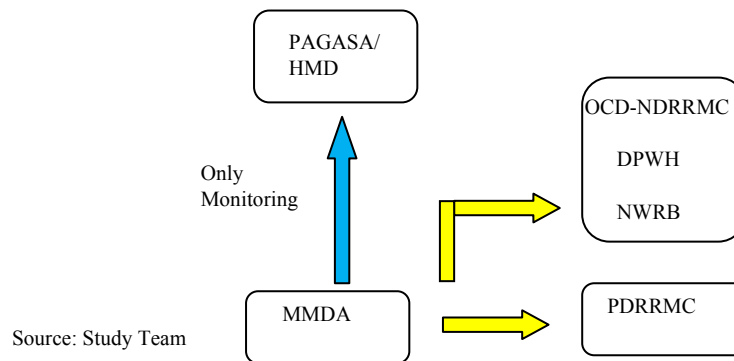 PAGASA/
HMD
OCD-NDRRMC
DPWH
NWRB
Only
Monitoring
MMDA
PDRRMC
Source: Study Team